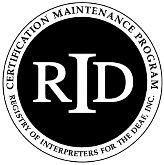 CERTIFICATION MAINTENANCE PROGRAM
RID
REGISTRY OF INTERPRETERS FOR THE DEAF, INC.